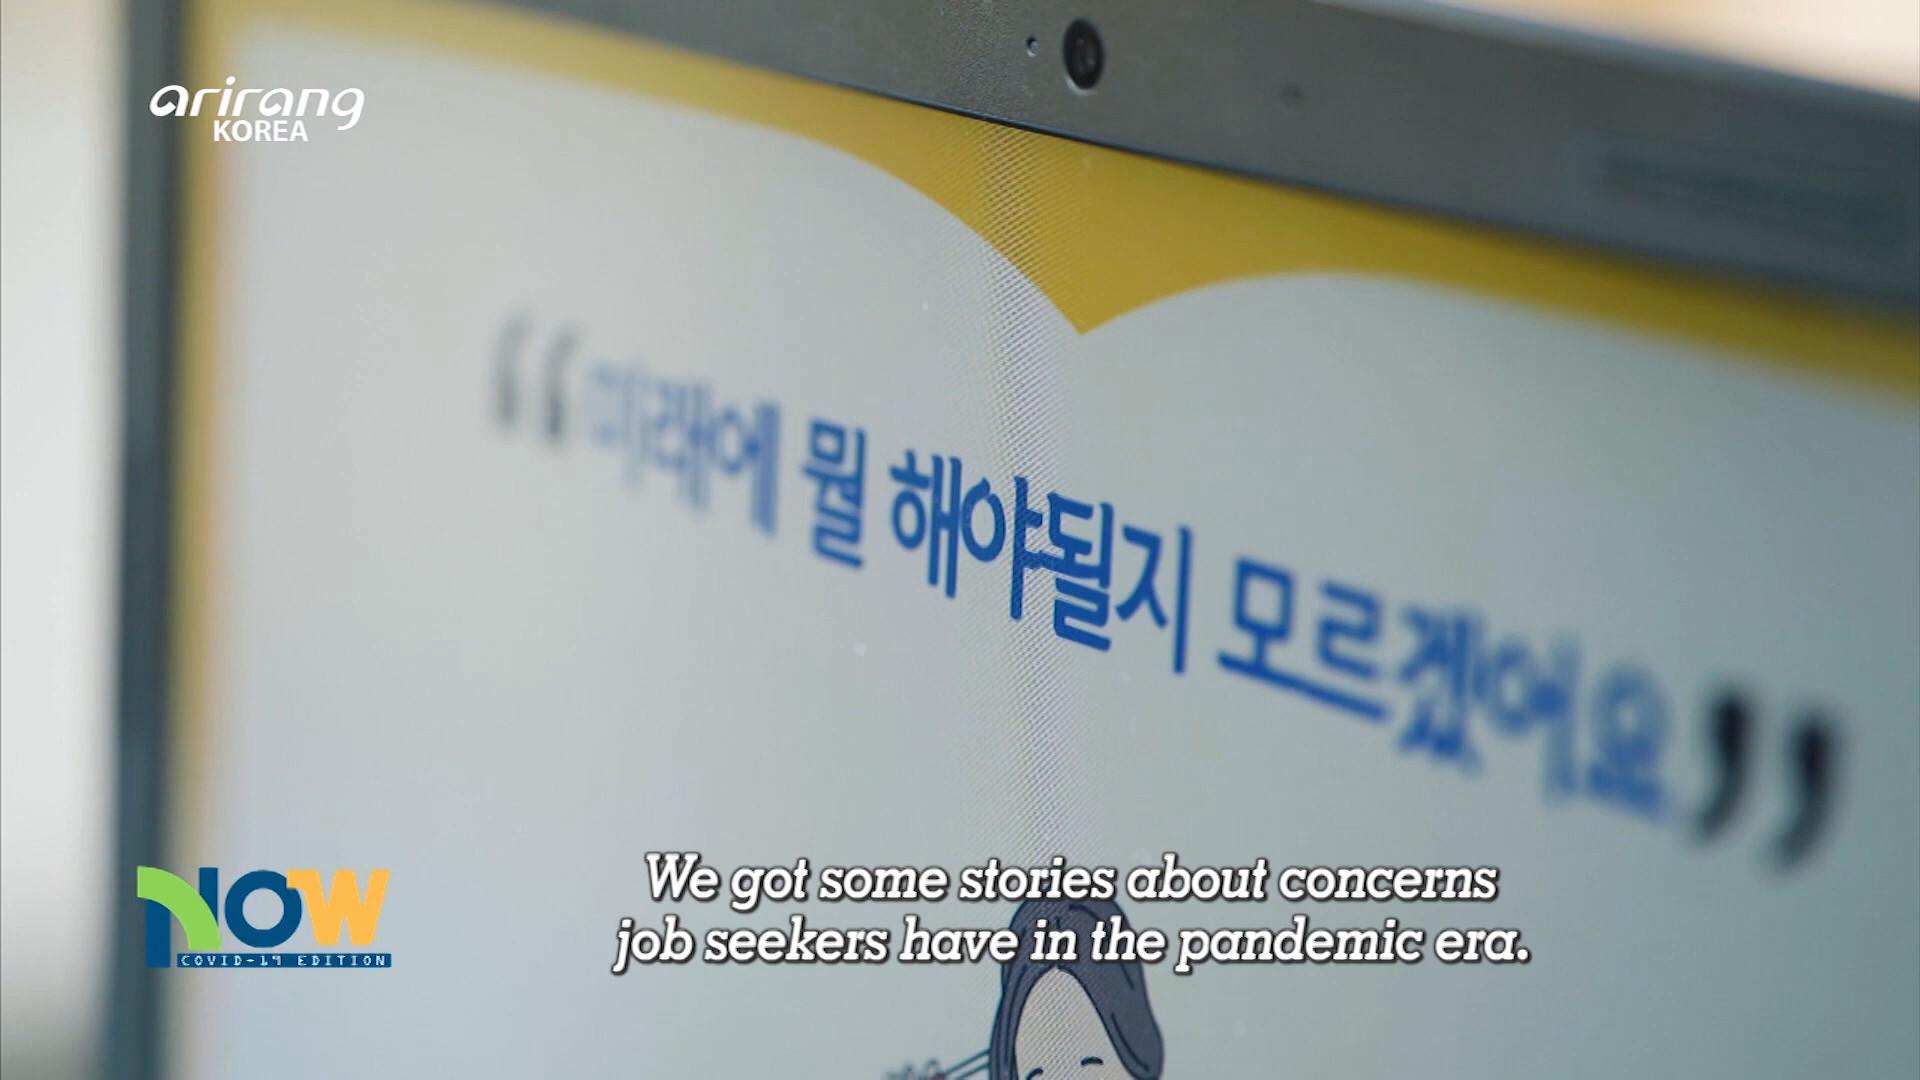 arirang
KOREA
“미래에 뭘 해야될지 모르겠어요”
We got some stories about concerns
job seekers have in the pandemic era.
NOW
COVID-19 EDITION